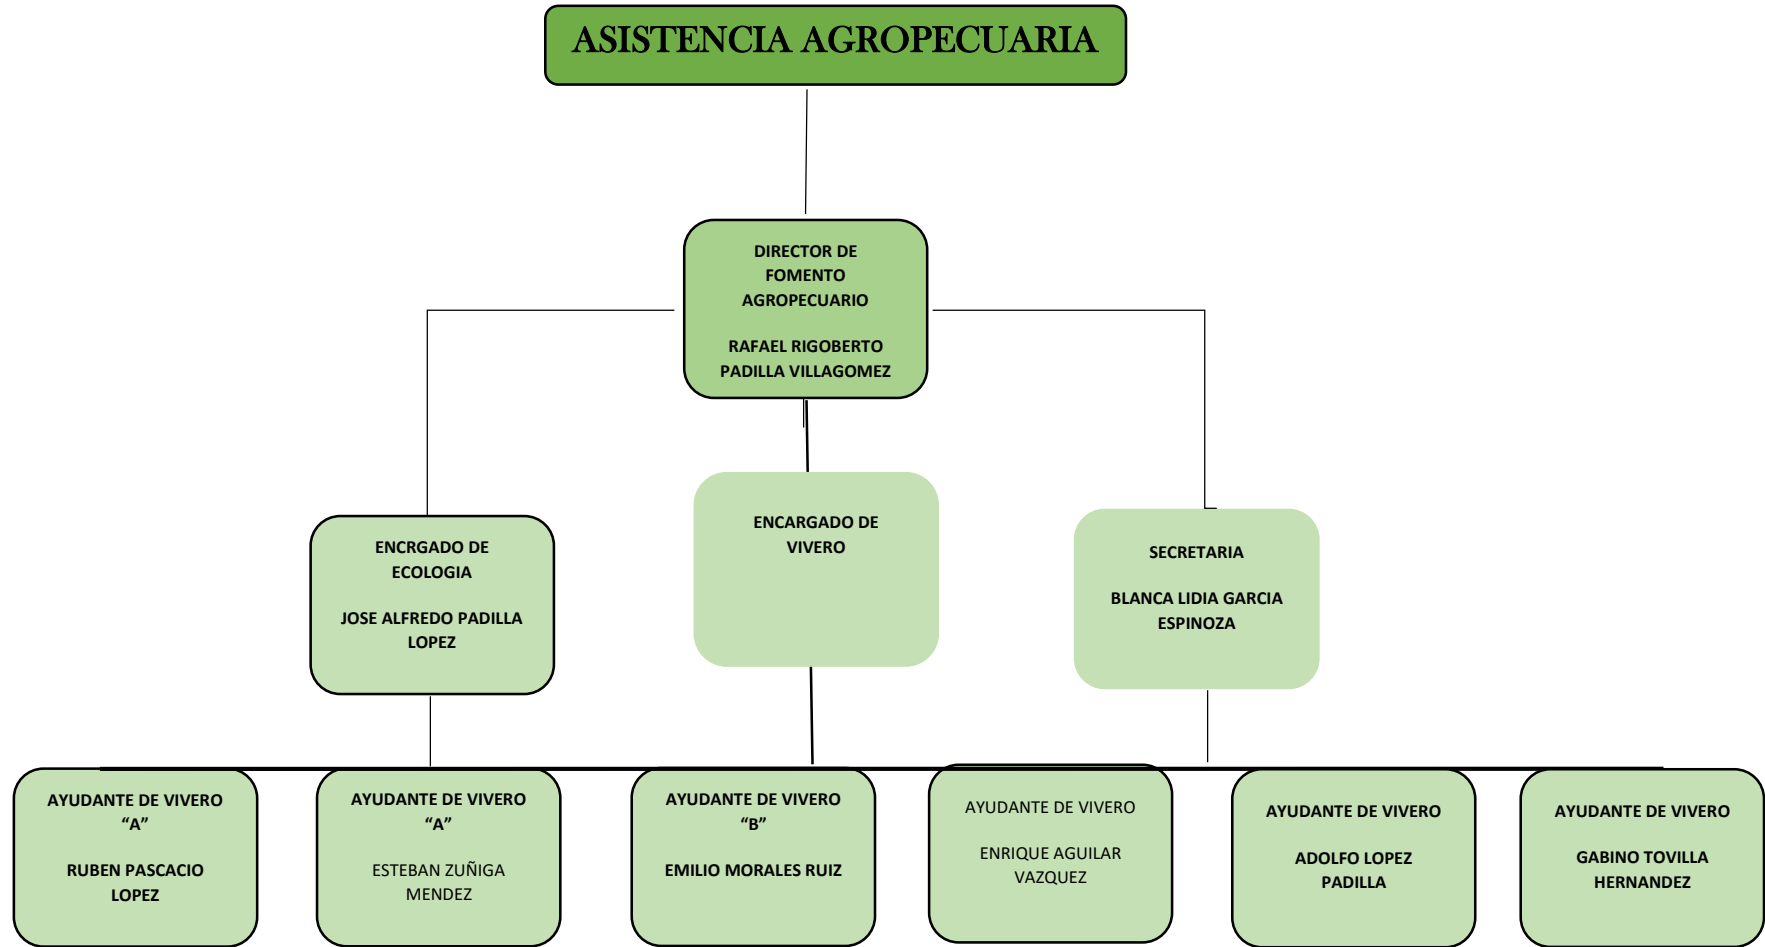 ASISTENCIA AGROPECUARIA
DIRECTOR DE
FOMENTO
AGROPECUARIO
RAFAEL RIGOBERTO
PADILLA VILLAGOMEZ
ENCRGADO DE
ECOLOGIA
JOSE ALFREDO PADILLA
LOPEZ
ENCARGADO DE
VIVERO
SECRETARIA
BLANCA LIDIA GARCIA
ESPINOZA
AYUDANTE DE VIVERO
“A”
RUBEN PASCACIO
LOPEZ
AYUDANTE DE VIVERO
“A”
ESTEBAN ZUÑIGA
MENDEZ
AYUDANTE DE VIVERO
“B”
EMILIO MORALES RUIZ
AYUDANTE DE VIVERO
ENRIQUE AGUILAR
VAZQUEZ
AYUDANTE DE VIVERO
ADOLFO LOPEZ
PADILLA
AYUDANTE DE VIVERO
GABINO TOVILLA
HERNANDEZ